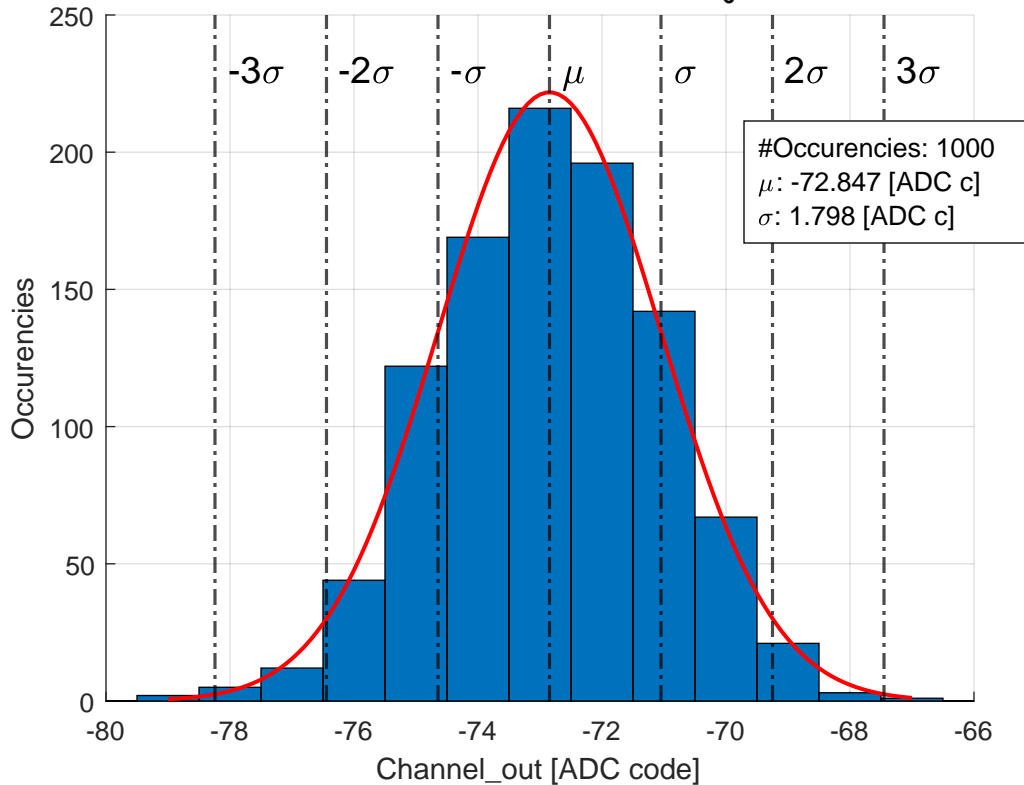 250
200
150
100
50
0
-3σ -2σ -σ μ σ 2σ 3σ
#Occurencies: 1000
μ: -72.847 [ADC c]
σ: 1.798 [ADC c]
Occurencies
-80 -78 -76 -74 -72 -70 -68 -66
Channel_out [ADC code]